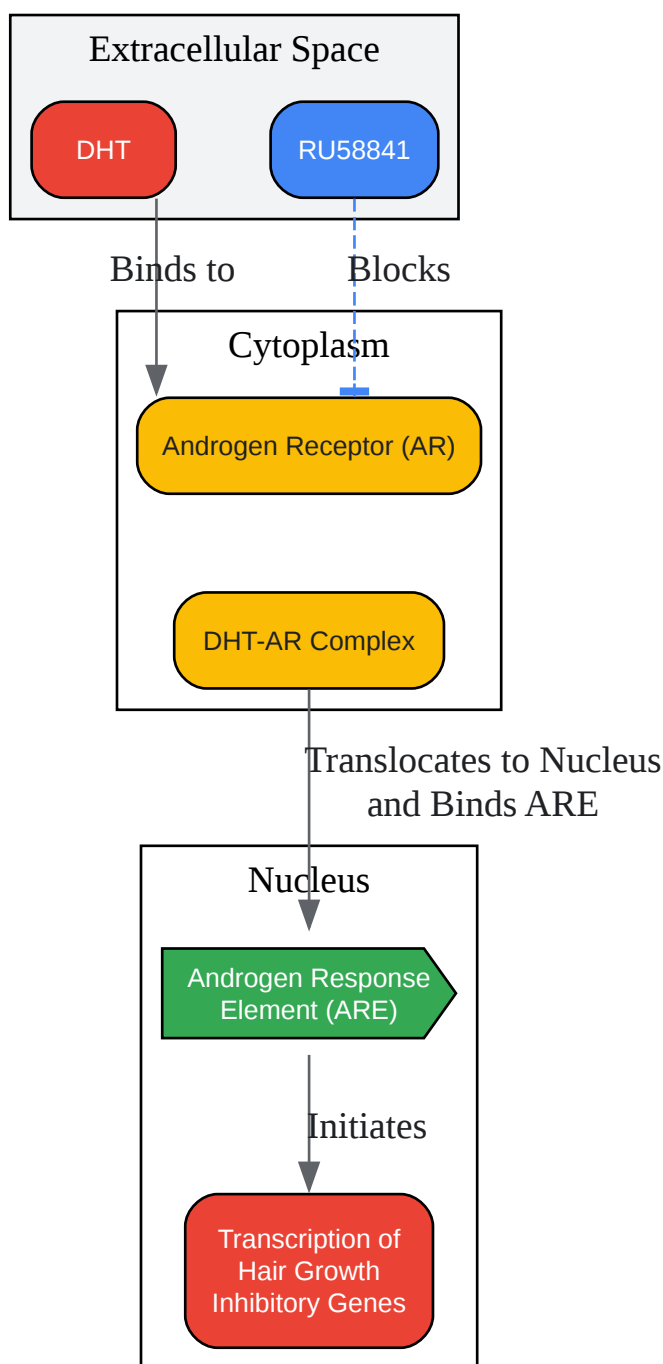 Extracellular Space
DHT
RU58841
Binds to
Blocks
Cytoplasm
Androgen Receptor (AR)
DHT-AR Complex
Translocates to Nucleus
and Binds ARE
Nucleus
Androgen Response
Element (ARE)
Initiates
Transcription of
Hair Growth
Inhibitory Genes